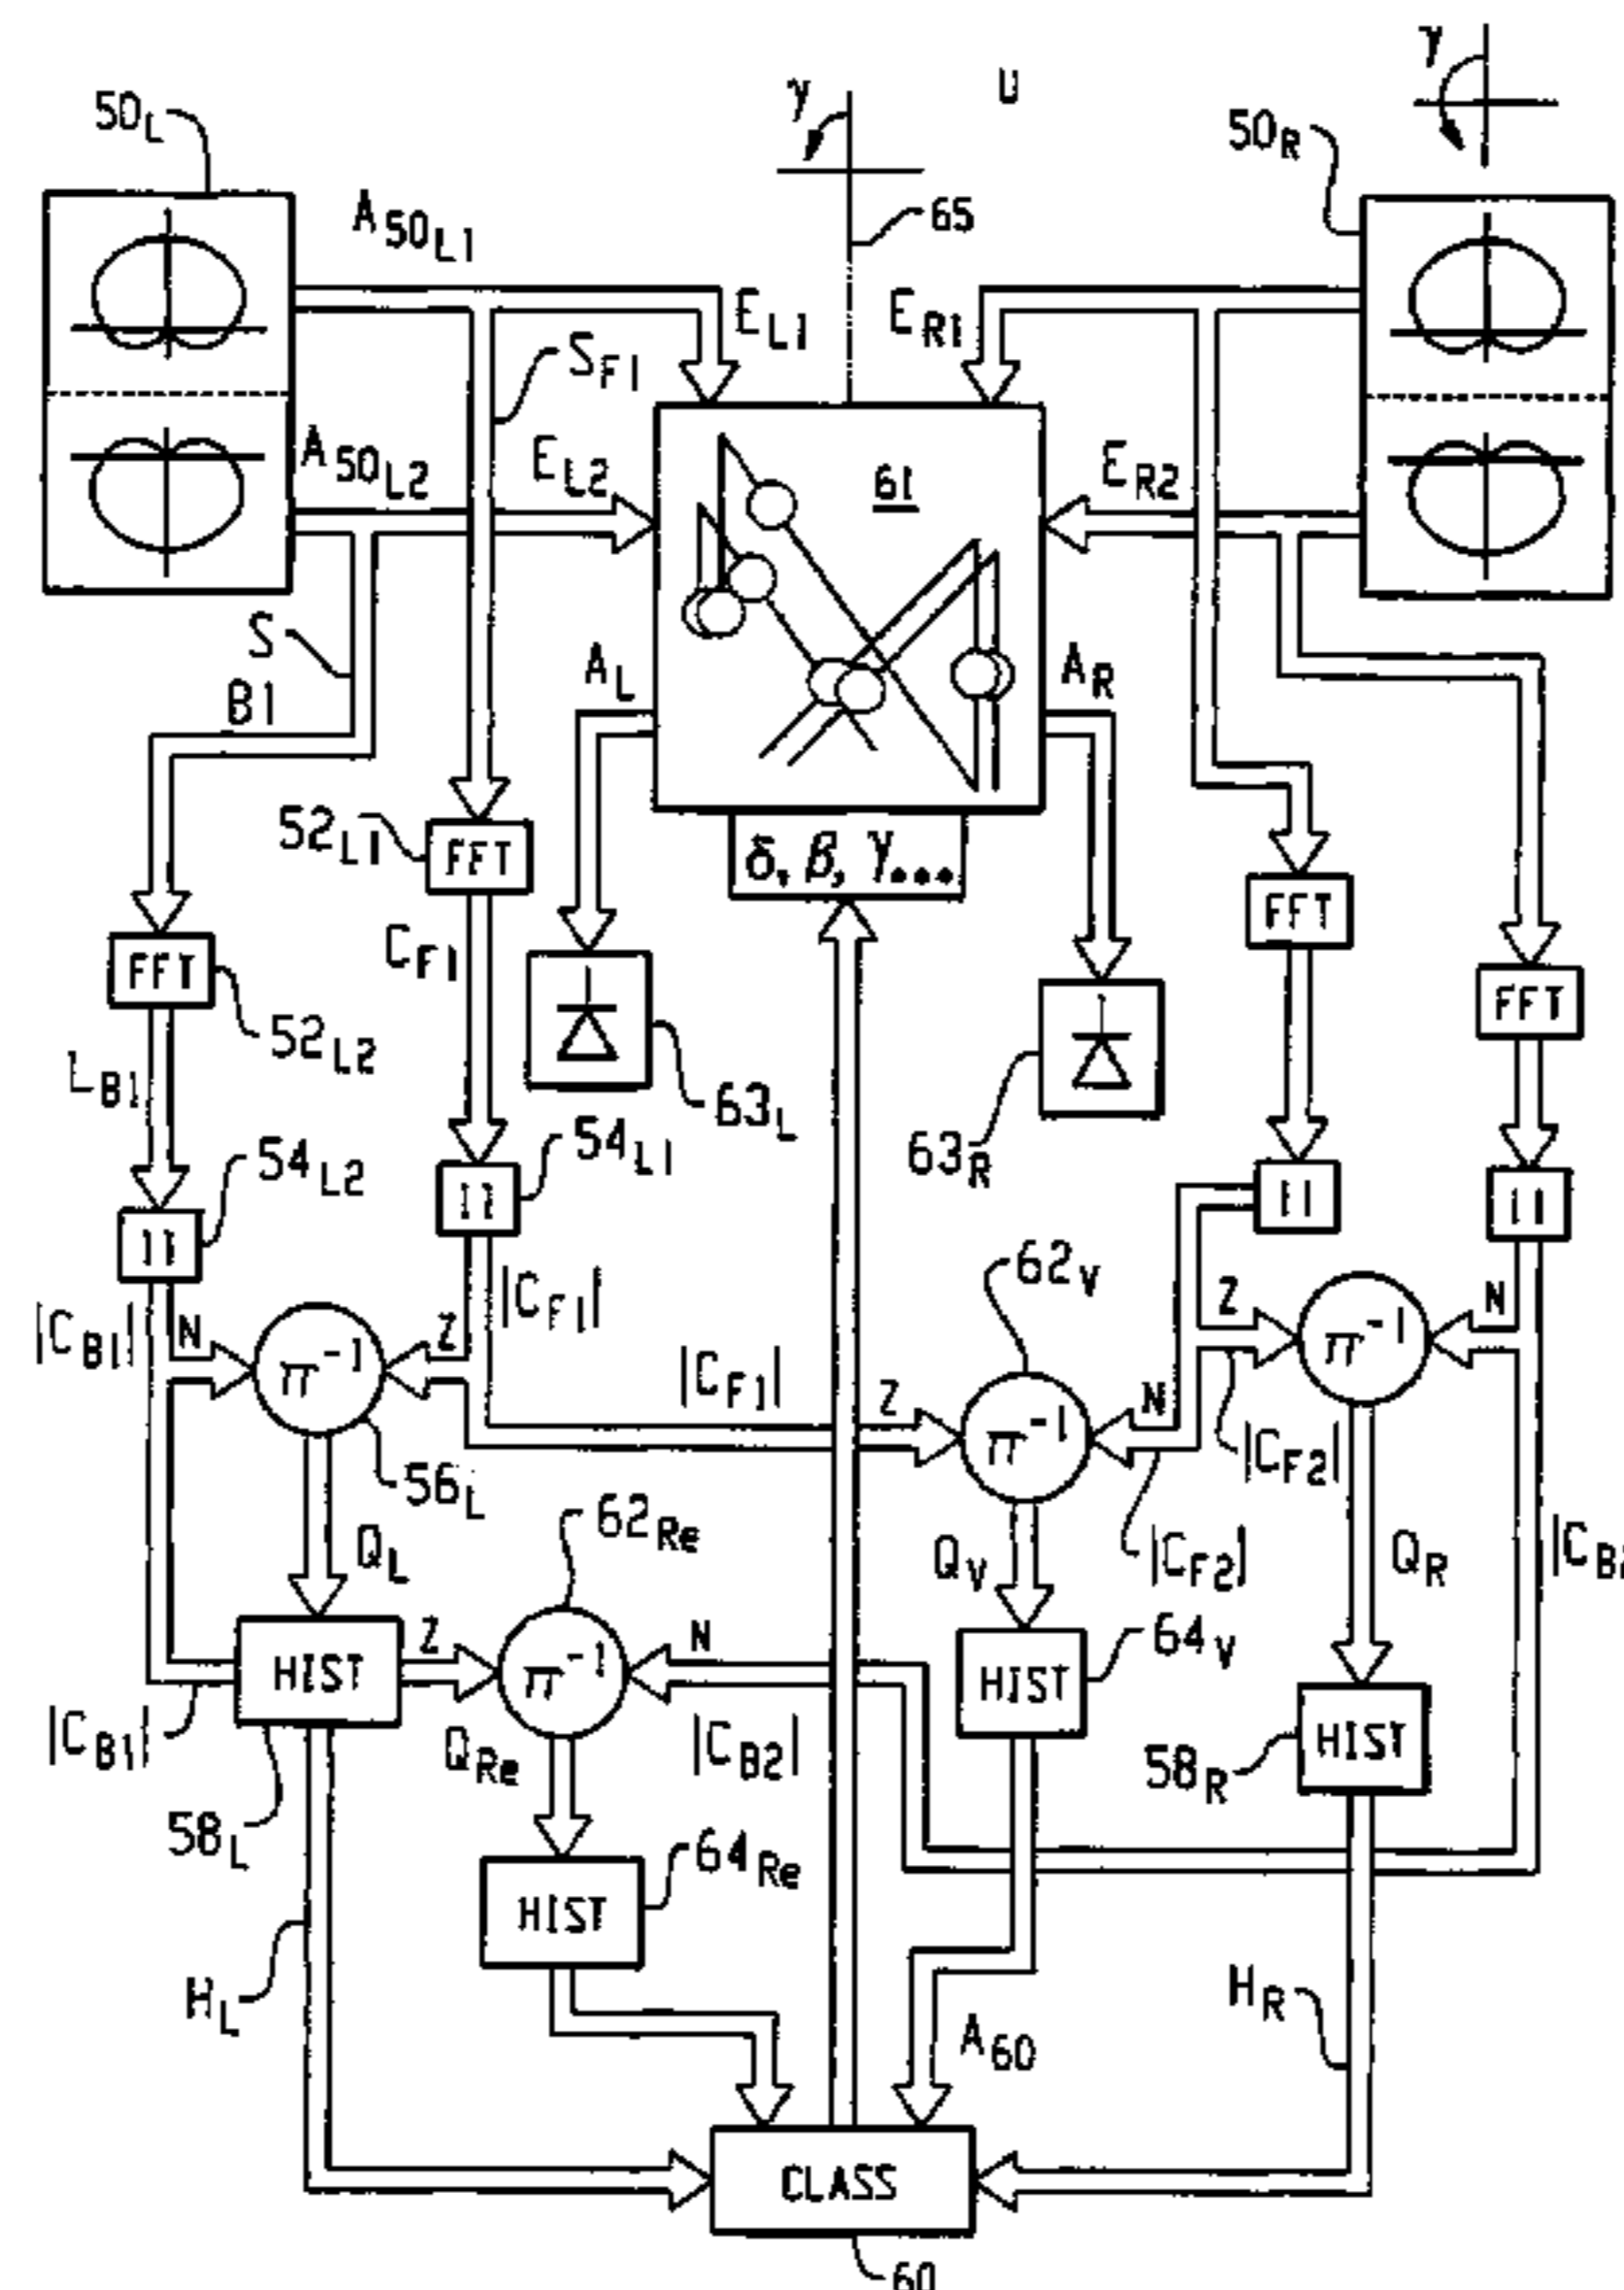 γ
U
γ
50L
50R
A50L1
65
EL1
ER1
SF1
A50L2
EL2
61
ER2
S
B1
AL
AR
52L1
FFT
δ, β, γ...
FFT
CF1
FFT
52L2
FFT
LB1
63L
54L1
63R
54L2
| |
| |
| |
| |
62V
|CF1|
|CB1|
N
π-1
Z
|CF1|
Z
π-1
N
Z
π-1
N
|CF2|
56L
62Re
QL
QV
|CF2|
QR
|CB2
HIST
Z
π-1
N
HIST
64V
|CB1|
QRe
|CB2|
58R
HIST
58L
64Re
HIST
HL
HR
A60
CLASS
60